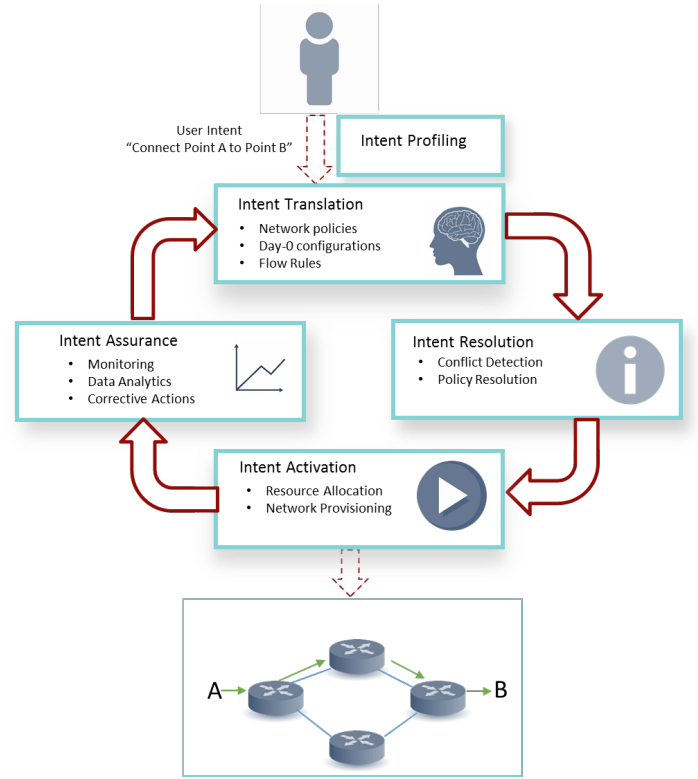 User Intent
“Connect Point A to Point B”
Intent Profiling
Intent Translation
• Network policies
• Day-0 configurations
• Flow Rules
Intent Assurance
• Monitoring
• Data Analytics
• Corrective Actions
Intent Resolution
• Conflict Detection
• Policy Resolution
Intent Activation
• Resource Allocation
• Network Provisioning
A
B